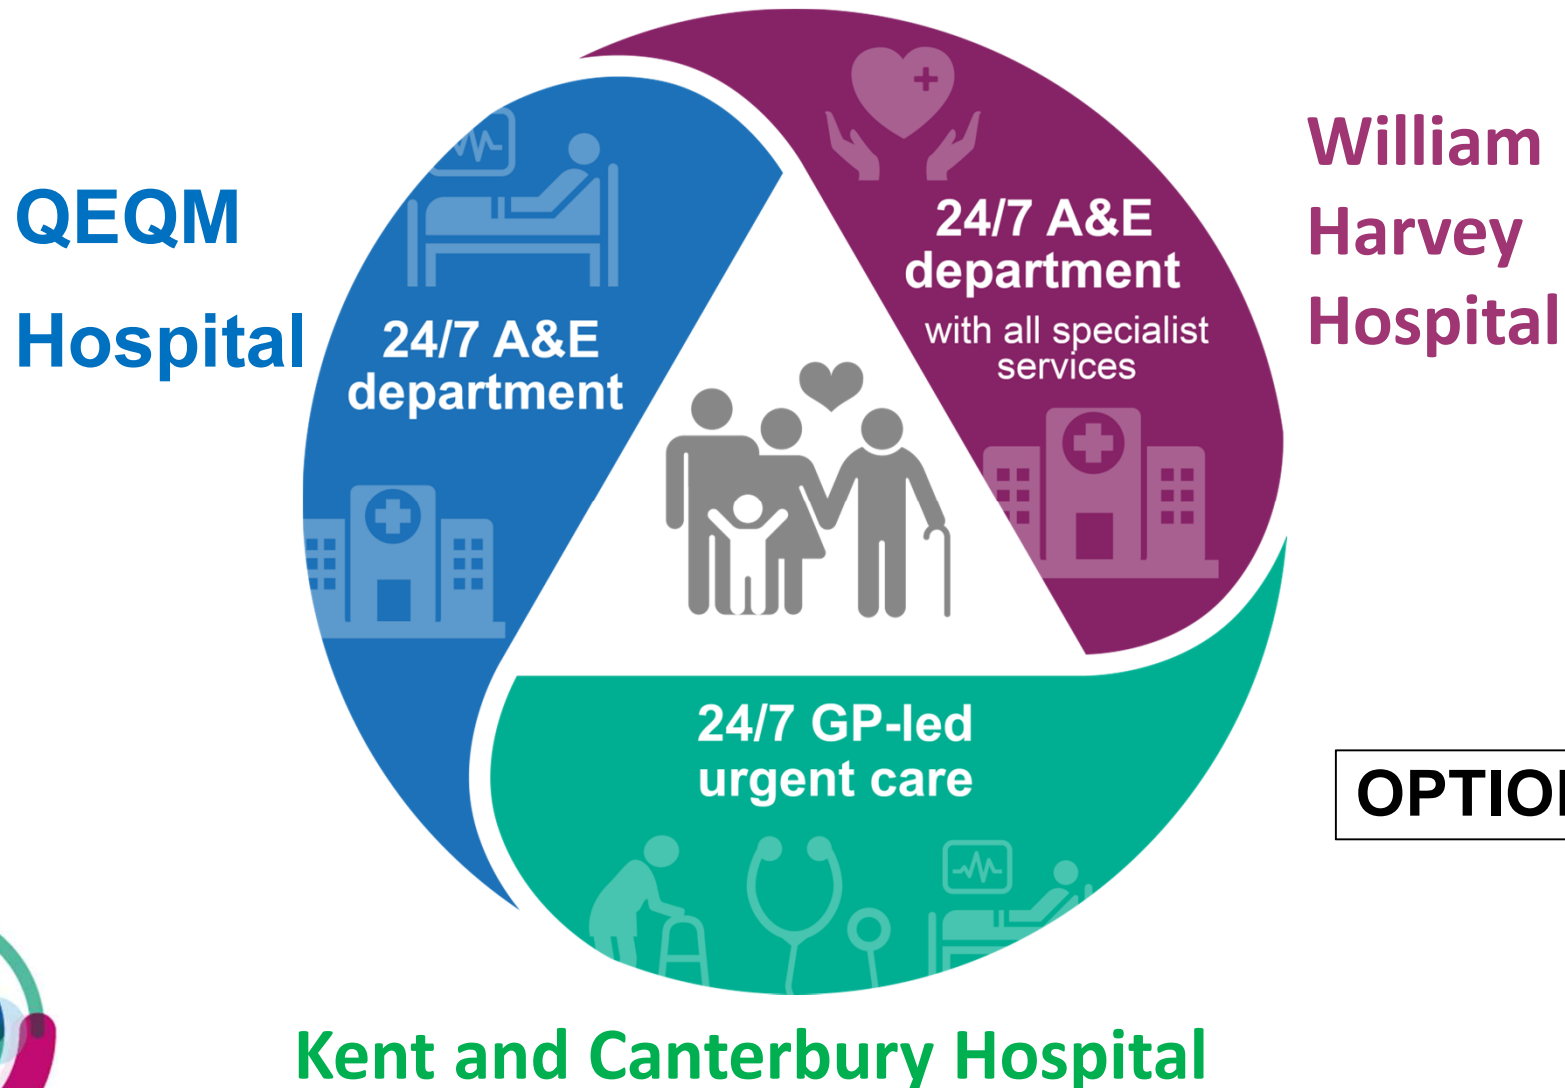 QEQM
Hospital
24/7 A&E
department
24/7 A&E
department
with all specialist
services
William
Harvey
Hospital
24/7 GP-led
urgent care
Kent and Canterbury Hospital